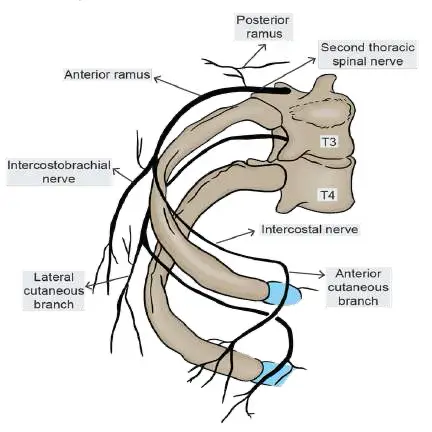 Posterior
ramus
Second thoracic
spinal nerve
Anterior ramus
T3
Intercostobrachial
nerve
T4
Intercostal nerve
Lateral
cutaneous
branch
Anterior
cutaneous
branch